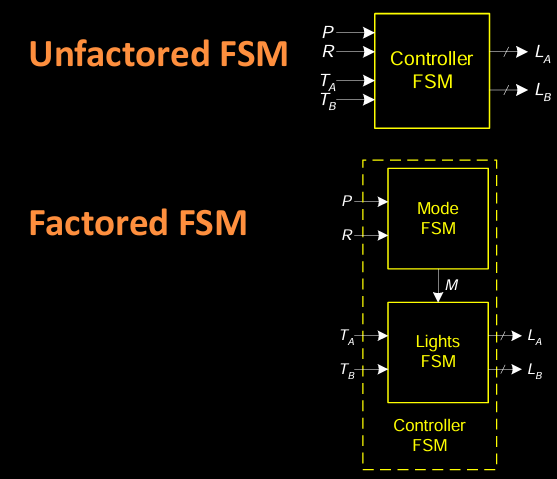 Unfactored FSM
P
R
T_A
T_B
Controller
FSM
L_A
L_B
Factored FSM
P
R
Mode
FSM
M
T_A
T_B
Lights
FSM
L_A
L_B
Controller
FSM